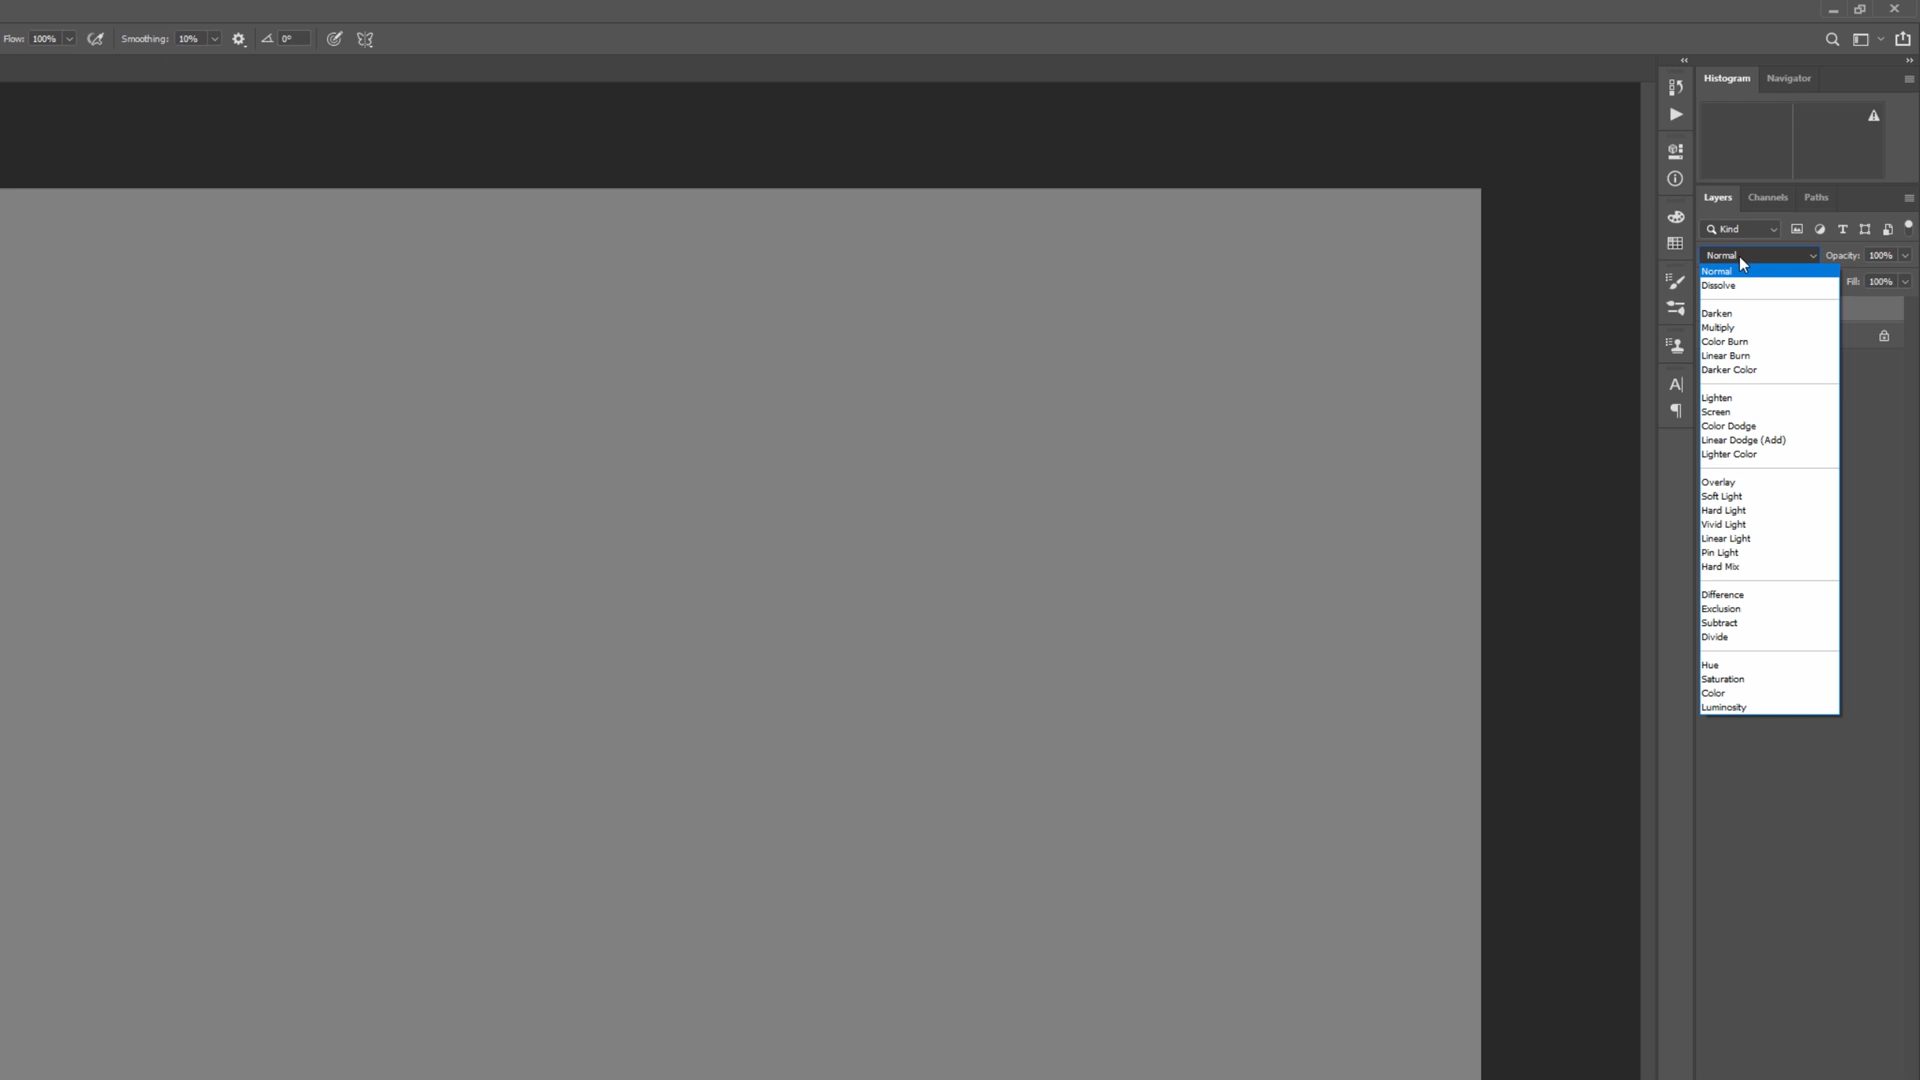 Flow: 100% Smoothing: 10% 0°
Histogram Navigator
Layers Channels Paths
Kind
Normal Opacity: 100%
Normal
Fill: 100%
Dissolve
Darken
Multiply
Color Burn
Linear Burn
Darker Color
Lighten
Screen
Color Dodge
Linear Dodge (Add)
Lighter Color
Overlay
Soft Light
Hard Light
Vivid Light
Linear Light
Pin Light
Hard Mix
Difference
Exclusion
Subtract
Divide
Hue
Saturation
Color
Luminosity